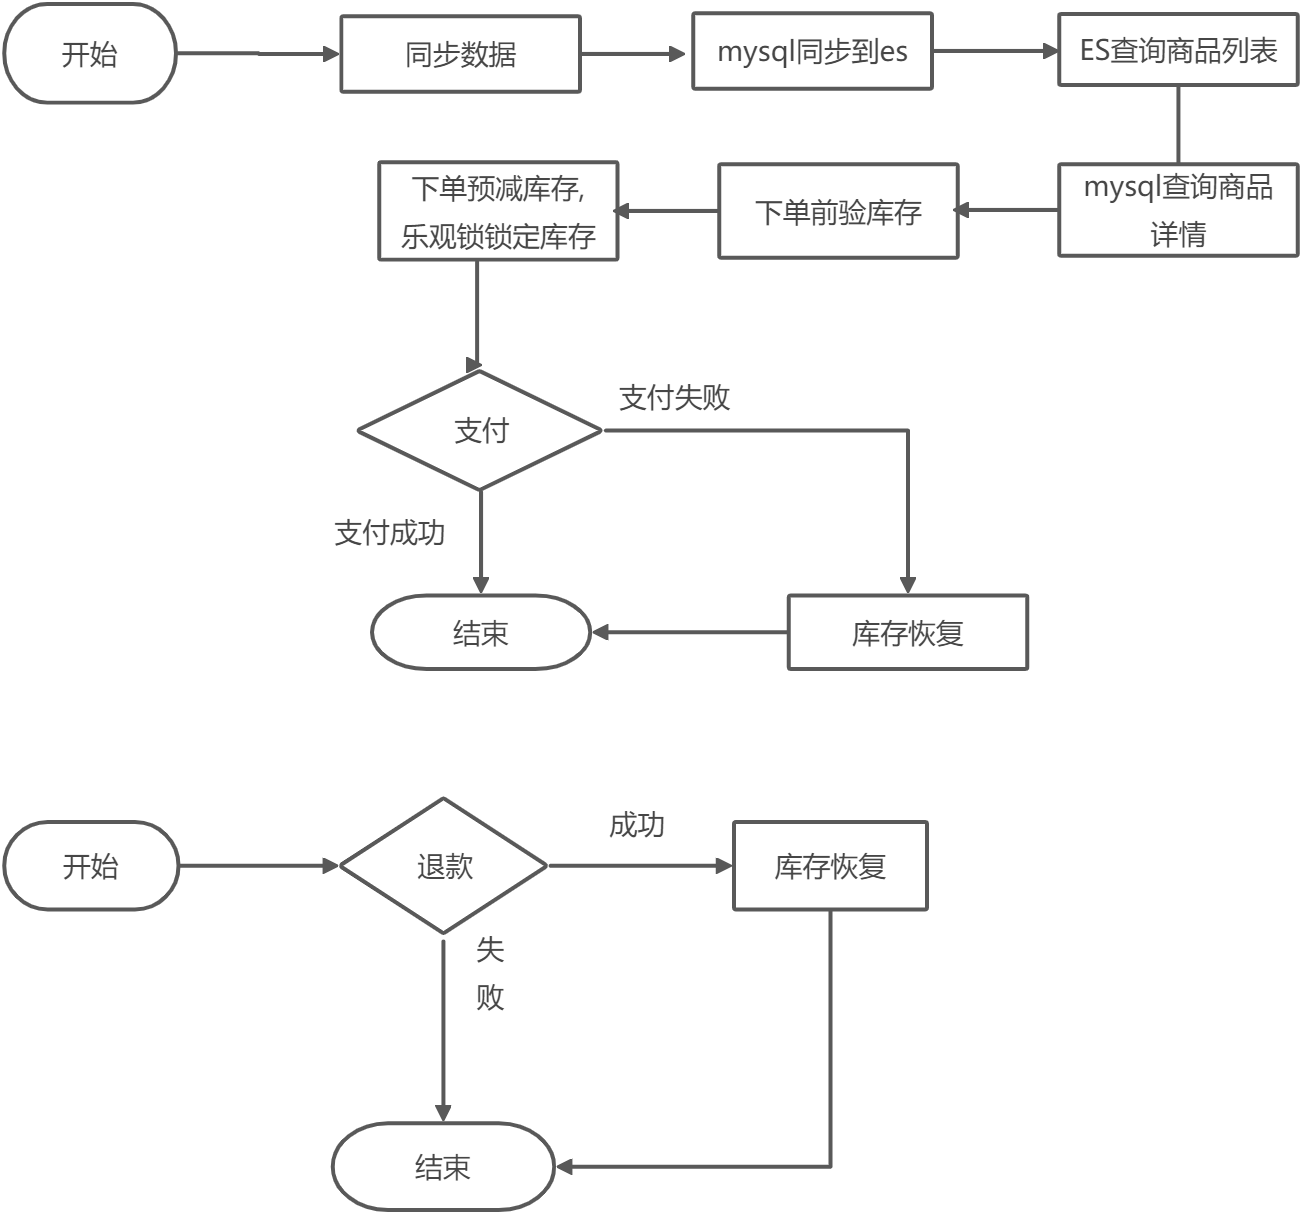 开始
同步数据
mysql同步到es
ES查询商品列表
下单预减库存,
乐观锁锁定库存
下单前验库存
mysql查询商品
详情
支付失败
支付
支付成功
结束
库存恢复
成功
开始
退款
库存恢复
失
败
结束